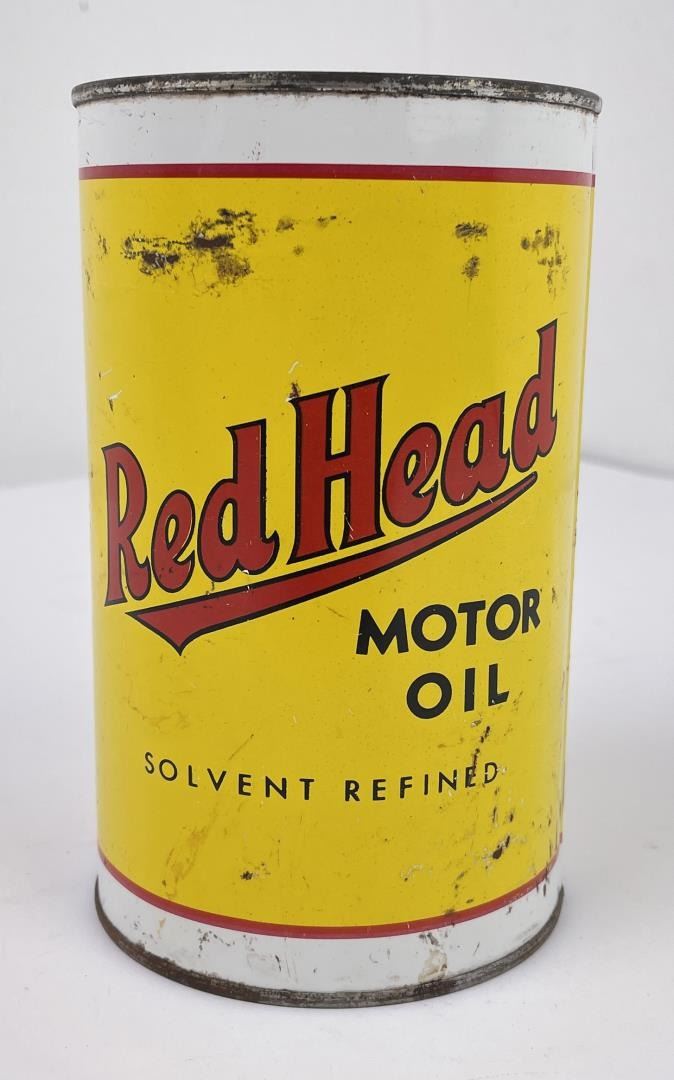 Red Head
MOTOR
OIL
SOLVENT REFINED